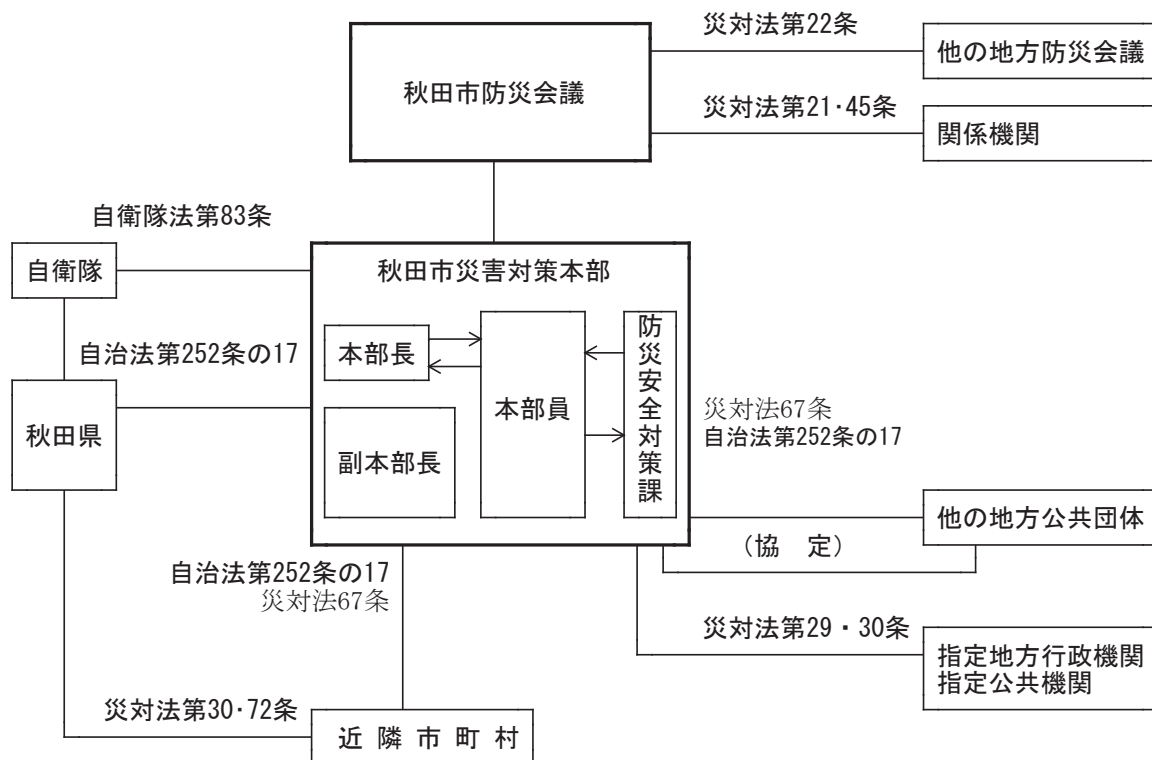 災対法第22条
他の地方防災会議
秋田市防災会議
災対法第21･45条
関係機関
自衛隊法第83条
自衛隊
秋田市災害対策本部
自治法第252条の17
本部長
本部員
防災安全対策課
秋田県
副本部長
災対法67条
自治法第252条の17
他の地方公共団体
（協　定）
自治法第252条の17
災対法67条
災対法第29・30条
指定地方行政機関
指定公共機関
災対法第30･72条
近 隣 市 町 村